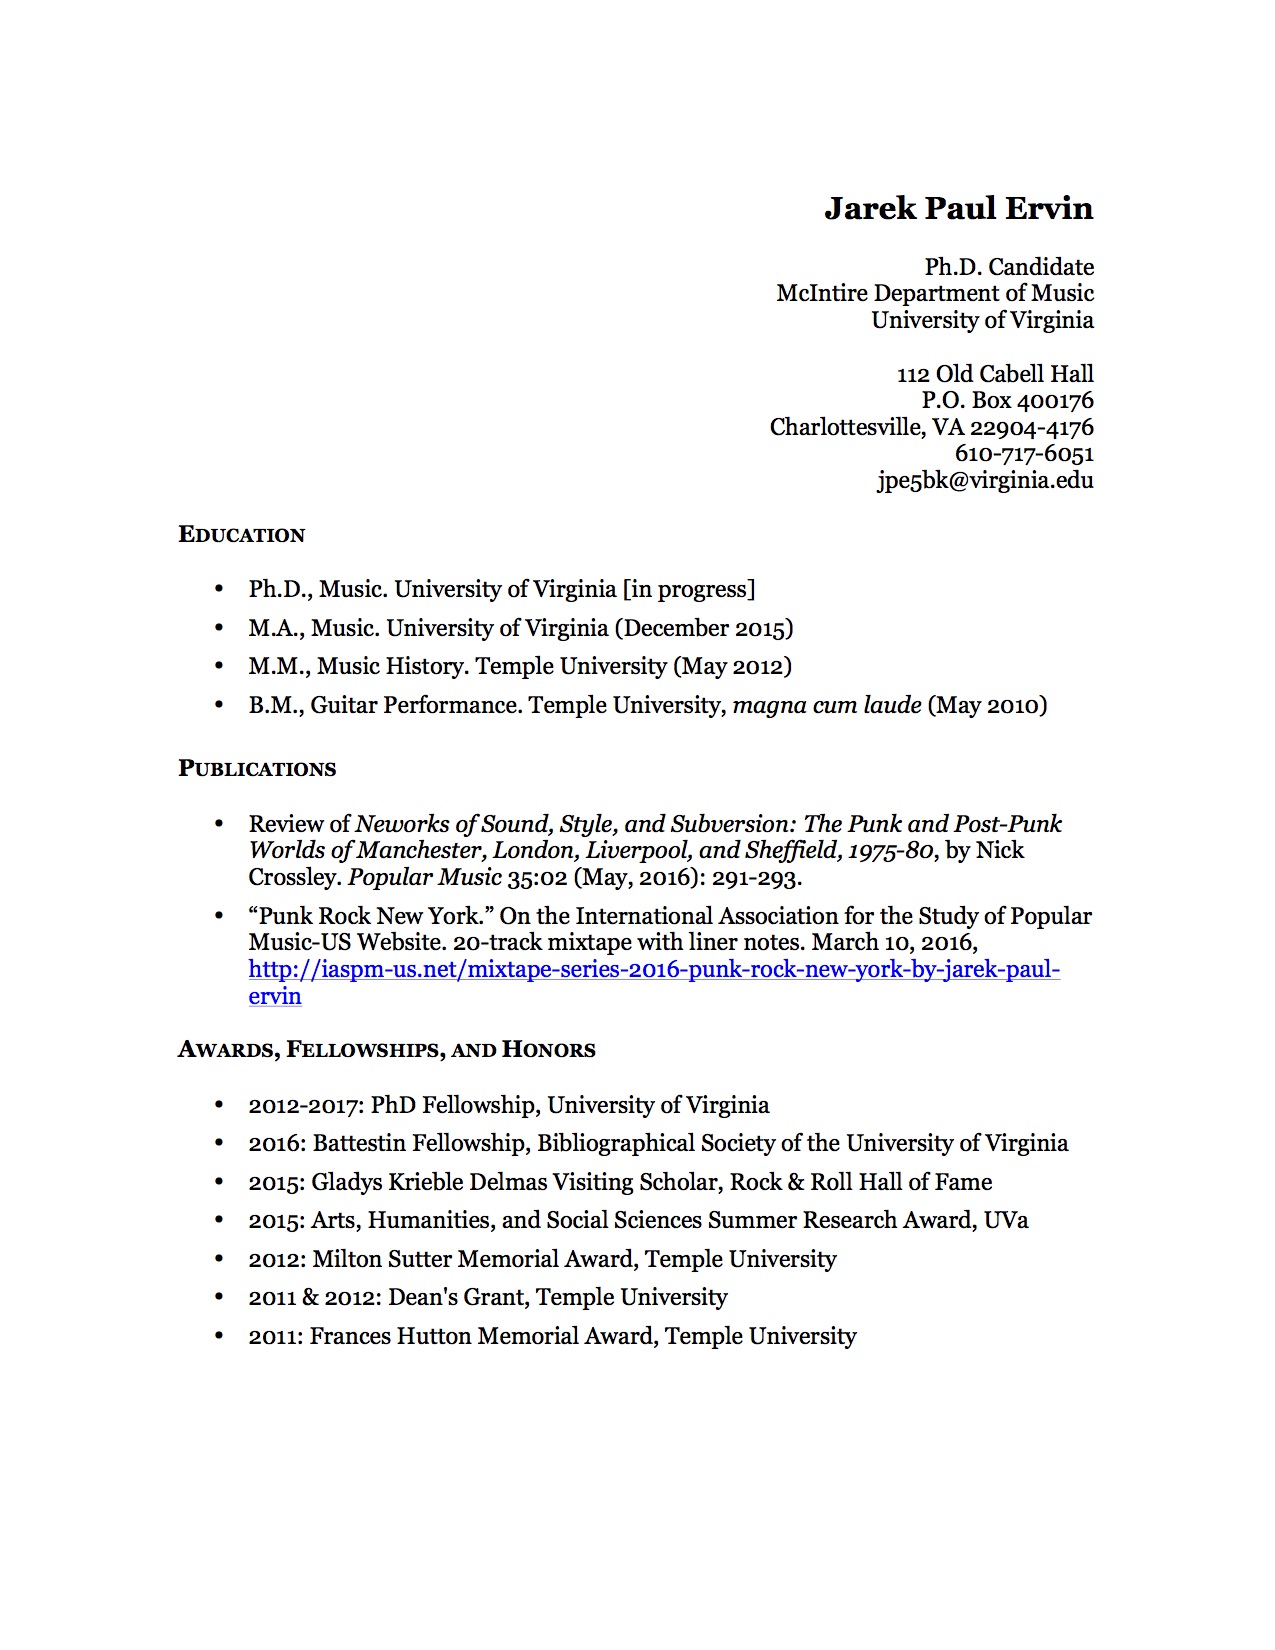 Jarek Paul Ervin
Ph.D. Candidate
McIntire Department of Music
University of Virginia
112 Old Cabell Hall
P.O. Box 400176
Charlottesville, VA 22904-4176
610-717-6051
jpe5bk@virginia.edu
EDUCATION
• Ph.D., Music. University of Virginia [in progress]
• M.A., Music. University of Virginia (December 2015)
• M.M., Music History. Temple University (May 2012)
• B.M., Guitar Performance. Temple University, magna cum laude (May 2010)
PUBLICATIONS
• Review of Neworks of Sound, Style, and Subversion: The Punk and Post-Punk
Worlds of Manchester, London, Liverpool, and Sheffield, 1975-80, by Nick
Crossley. Popular Music 35:02 (May, 2016): 291-293.
• “Punk Rock New York.” On the International Association for the Study of Popular
Music-US Website. 20-track mixtape with liner notes. March 10, 2016,
http://iaspm-us.net/mixtape-series-2016-punk-rock-new-york-by-jarek-paul-
ervin
AWARDS, FELLOWSHIPS, AND HONORS
• 2012-2017: PhD Fellowship, University of Virginia
• 2016: Battestin Fellowship, Bibliographical Society of the University of Virginia
• 2015: Gladys Krieble Delmas Visiting Scholar, Rock & Roll Hall of Fame
• 2015: Arts, Humanities, and Social Sciences Summer Research Award, UVa
• 2012: Milton Sutter Memorial Award, Temple University
• 2011 & 2012: Dean's Grant, Temple University
• 2011: Frances Hutton Memorial Award, Temple University